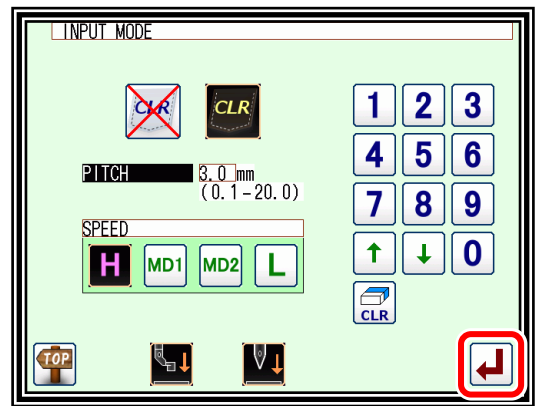 INPUT MODE
CLR CLR
1 2 3
4 5 6
PITCH 3.0 mm
(0.1-20.0)
7 8 9
SPEED
H MD1 MD2 L
↑ ↓ 0
CLR
TOP